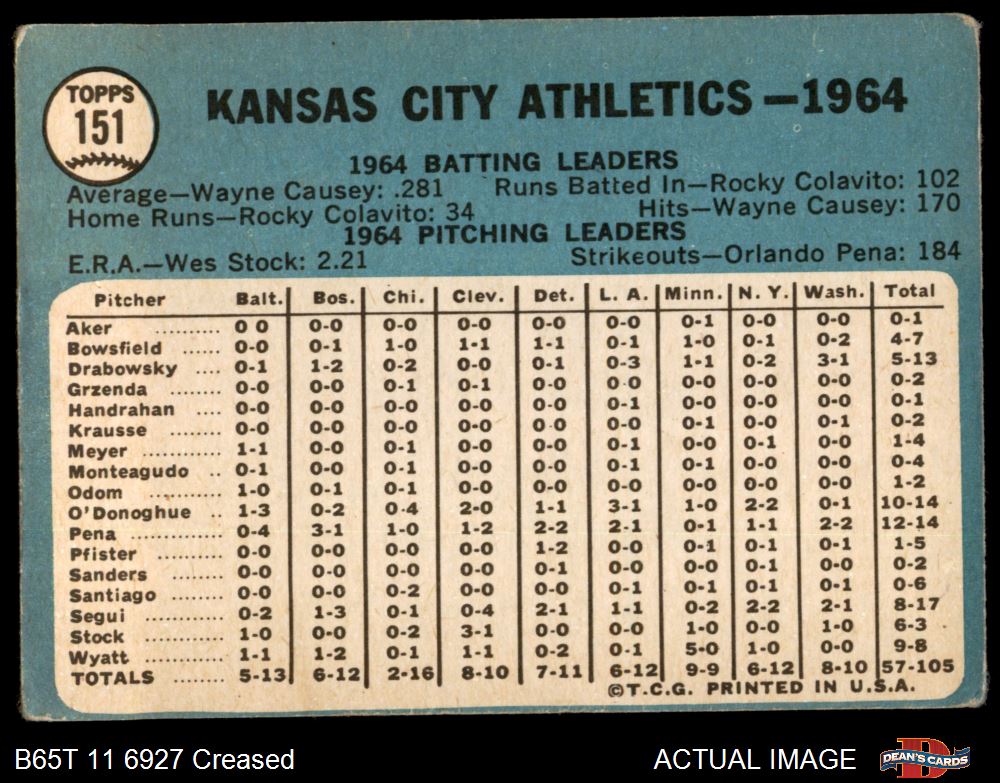 TOPPS
151
KANSAS CITY ATHLETICS—1964
1964 BATTING LEADERS
Average—Wayne Causey: .281 Runs Batted In—Rocky Colavito: 102
Home Runs—Rocky Colavito: 34 Hits—Wayne Causey: 170
1964 PITCHING LEADERS
E.R.A.—Wes Stock: 2.21 Strikeouts—Orlando Pena: 184
Pitcher Balt. Bos. Chi. Clev. Det. L. A. Minn. N. Y. Wash. Total
Aker .......... 0 0 0-0 0-0 0-0 0-0 0-0 0-1 0-0 0-0 0-1
Bowsfield ...... 0-0 0-1 1-0 1-1 1-1 0-1 1-0 0-1 0-2 4-7
Drabowsky .... 0-1 1-2 0-2 0-0 0-1 0-3 1-1 0-2 3-1 5-13
Grzenda ...... 0-0 0-0 0-1 0-1 0-0 0-0 0-0 0-0 0-0 0-2
Handrahan .... 0-0 0-0 0-0 0-0 0-0 0-1 0-0 0-0 0-0 0-1
Krausse ........ 0-0 0-0 0-0 0-0 0-0 0-0 0-1 0-0 0-1 0-2
Meyer .......... 1-1 0-0 0-1 0-0 0-0 0-1 0-0 0-1 0-0 1-4
Monteagudo .. 0-1 0-0 0-0 0-0 0-0 0-1 0-1 0-1 0-0 0-4
Odom .......... 1-0 0-1 0-1 0-0 0-0 0-0 0-0 0-0 0-0 1-2
O'Donoghue .. 1-3 0-2 0-4 2-0 1-1 3-1 1-0 2-2 0-1 10-14
Pena ............ 0-4 3-1 1-0 1-2 2-2 2-1 0-1 1-1 2-2 12-14
Pfister .......... 0-0 0-0 0-0 0-0 1-2 0-0 0-1 0-1 0-1 1-5
Sanders ........ 0-0 0-0 0-0 0-0 0-1 0-0 0-1 0-0 0-0 0-2
Santiago ........ 0-0 0-0 0-2 0-0 0-0 0-1 0-1 0-1 0-1 0-6
Segui .......... 0-2 1-3 0-1 0-4 2-1 1-1 0-2 2-2 2-1 8-17
Stock .......... 1-0 0-0 0-2 3-1 0-0 0-0 1-0 0-0 1-0 6-3
Wyatt .......... 1-1 1-2 0-1 1-1 0-2 0-1 5-0 1-0 0-0 9-8
TOTALS ........ 5-13 6-12 2-16 8-10 7-11 6-12 9-9 6-12 8-10 57-105
©T.C.G. PRINTED IN U.S.A.
B65T 11 6927 Creased ACTUAL IMAGE DEAN'S CARDS